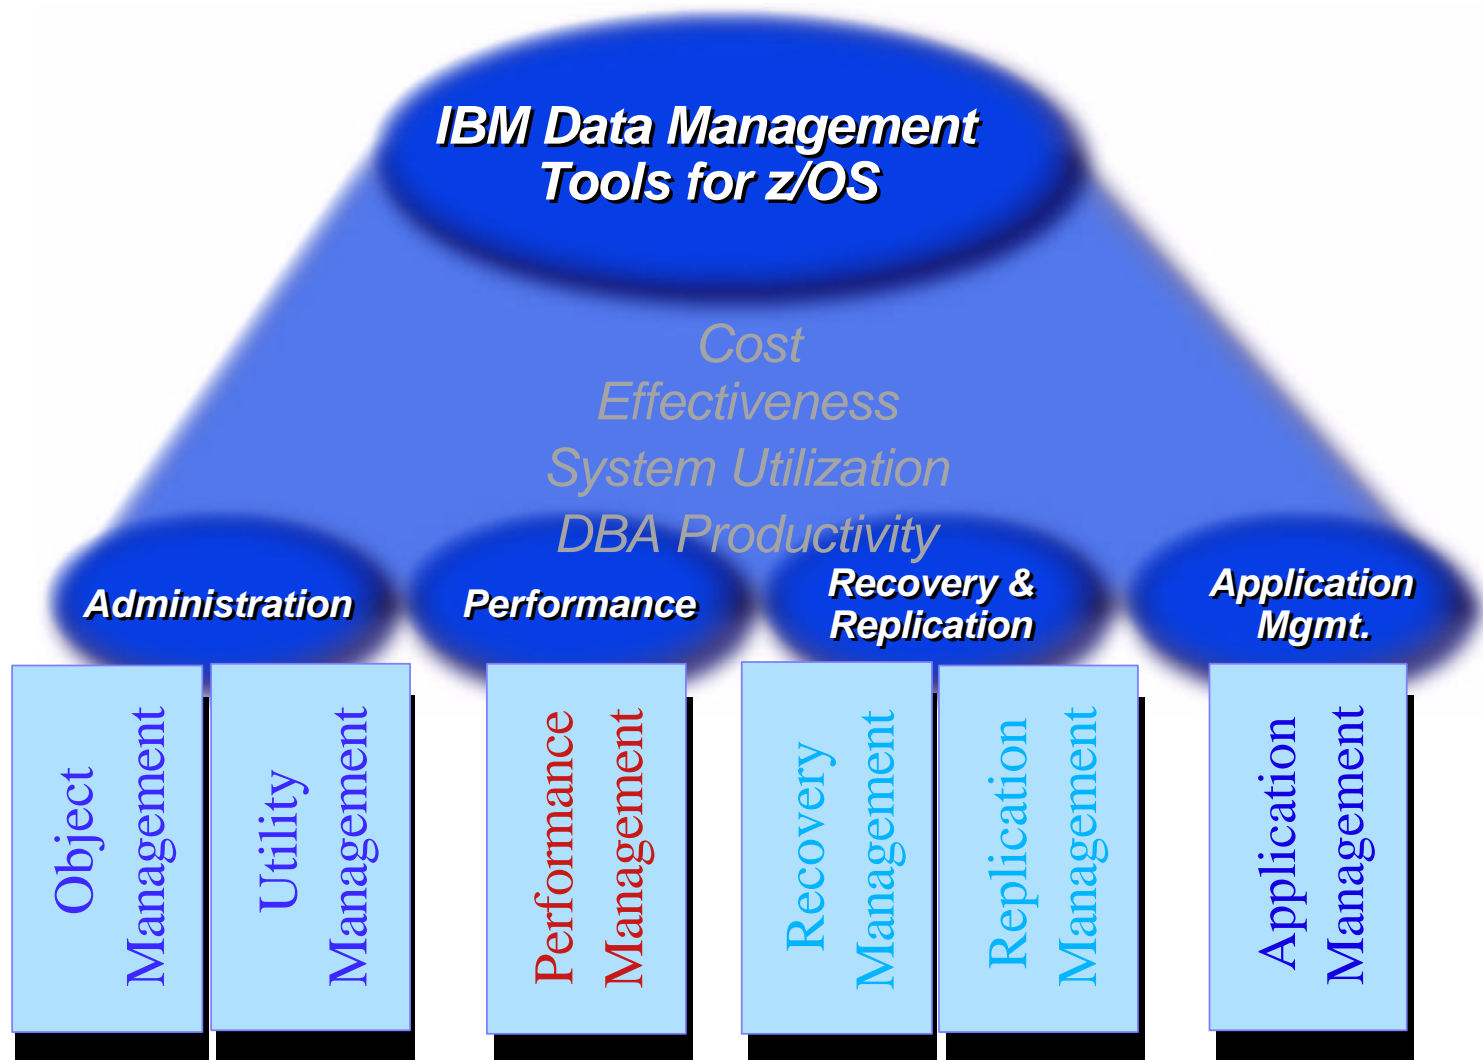 IBM Data Management
Tools for z/OS
Cost
Effectiveness
System Utilization
DBA Productivity
Administration
Performance
Recovery &
Replication
Application
Mgmt.
Object
Management
Utility
Management
Performance
Management
Recovery
Management
Replication
Management
Application
Management